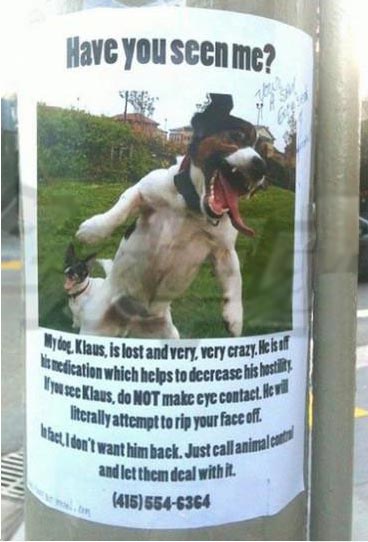 Have you seen me?
My dog, Klaus, is lost and very, very crazy. He is off
his medication which helps to decrease his hostility.
If you see Klaus, do NOT make eye contact. He will
literally attempt to rip your face off.
In fact, I don't want him back. Just call animal control
and let them deal with it.
(415) 554-6364